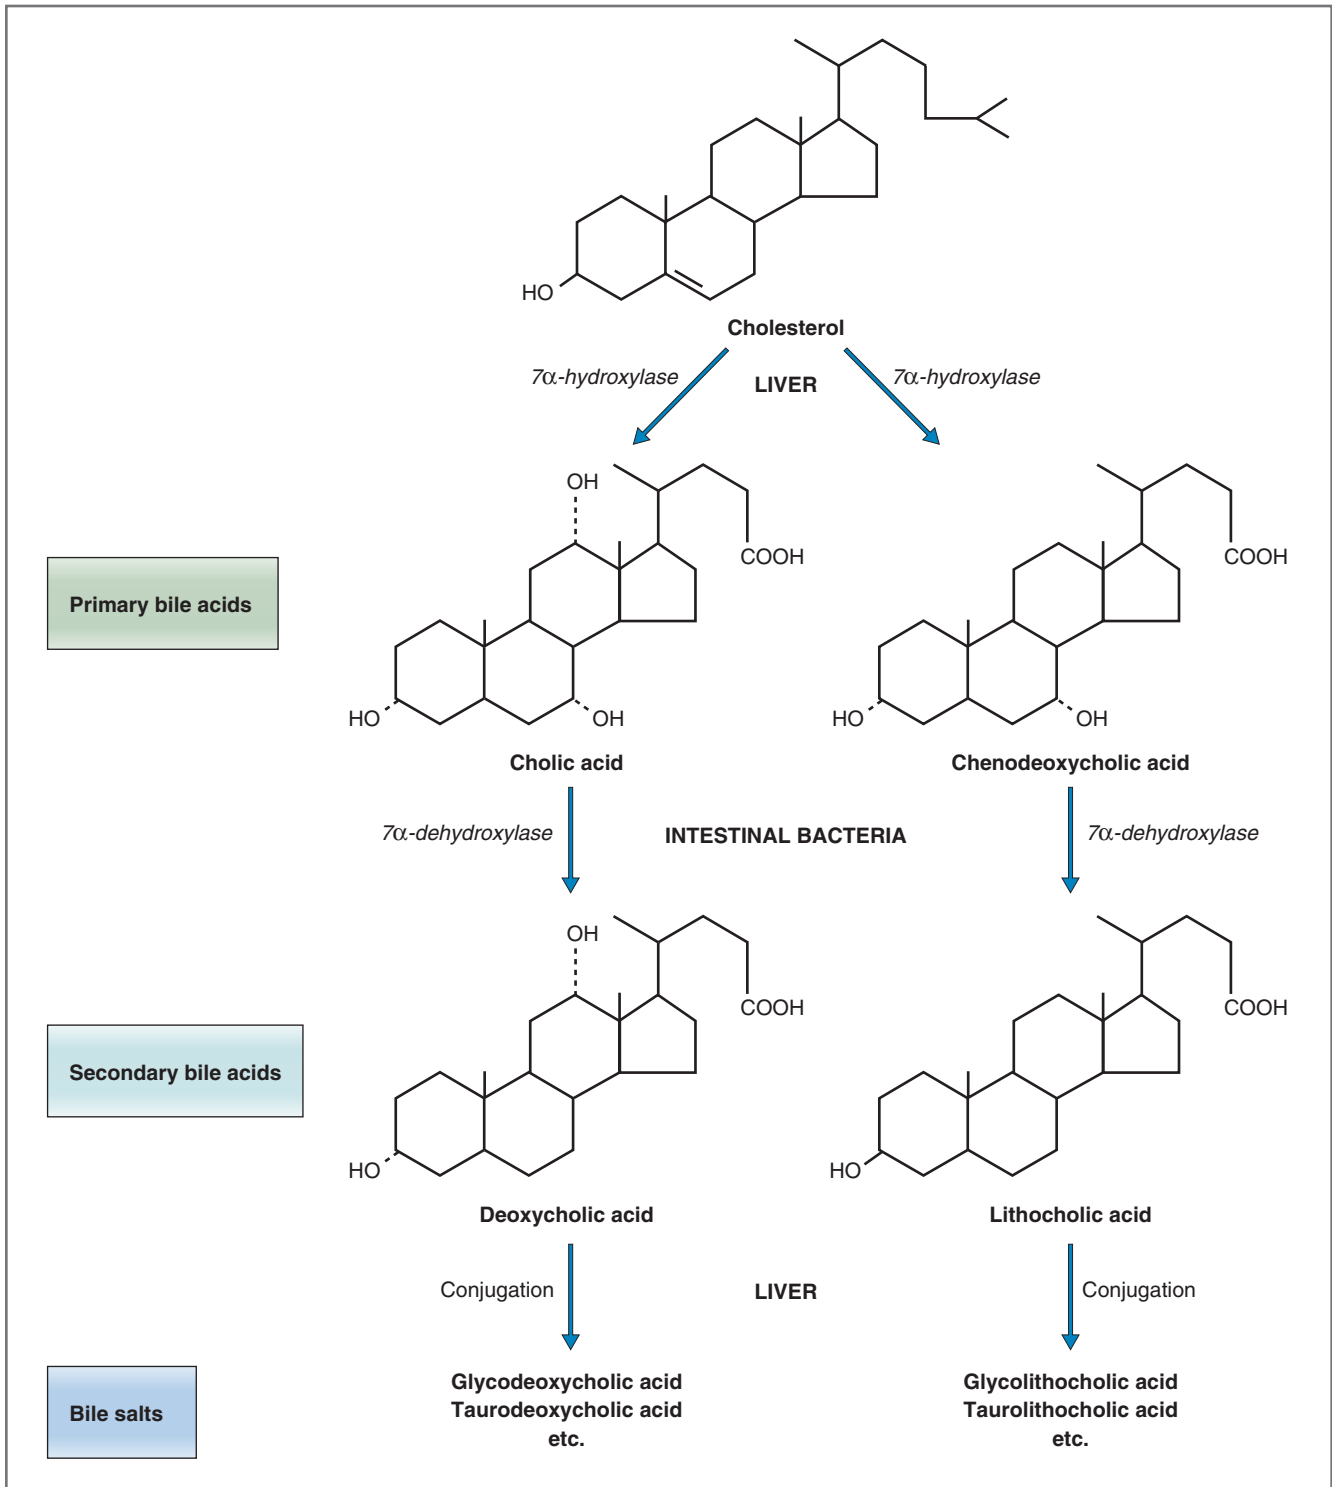 HO
Cholesterol
7α-hydroxylase
LIVER
7α-hydroxylase
OH
COOH
COOH
Primary bile acids
HO
OH
HO
OH
Cholic acid
Chenodeoxycholic acid
7α-dehydroxylase
INTESTINAL BACTERIA
7α-dehydroxylase
OH
COOH
COOH
Secondary bile acids
HO
HO
Deoxycholic acid
Lithocholic acid
Conjugation
LIVER
Conjugation
Bile salts
Glycodeoxycholic acid
Taurodeoxycholic acid
etc.
Glycolithocholic acid
Taurolithocholic acid
etc.